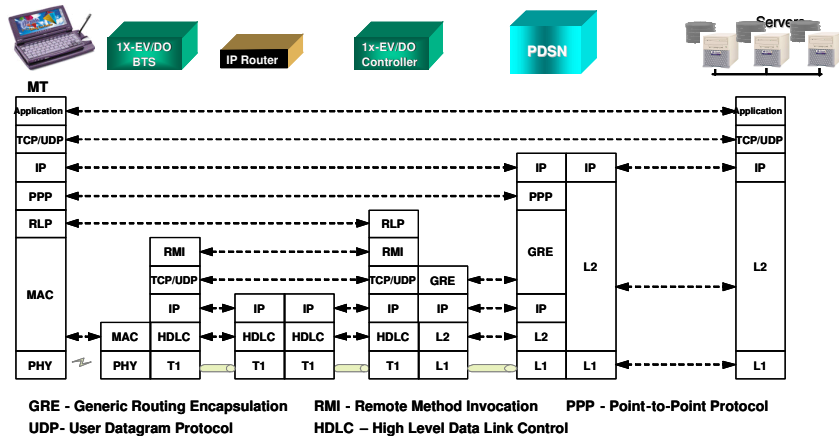 Servers
1X-EV/DO
BTS
IP Router
1x-EV/DO
Controller
PDSN
MT
Application Application
TCP/UDP TCP/UDP
IP IP IP IP
PPP PPP
RLP RLP
RMI RMI
GRE
L2
L2
MAC
TCP/UDP TCP/UDP GRE
IP IP IP IP IP IP
MAC HDLC HDLC HDLC HDLC L2 L2
PHY PHY T1 T1 T1 T1 L1 L1 L1 L1
GRE - Generic Routing Encapsulation RMI - Remote Method Invocation PPP - Point-to-Point Protocol
UDP- User Datagram Protocol HDLC – High Level Data Link Control